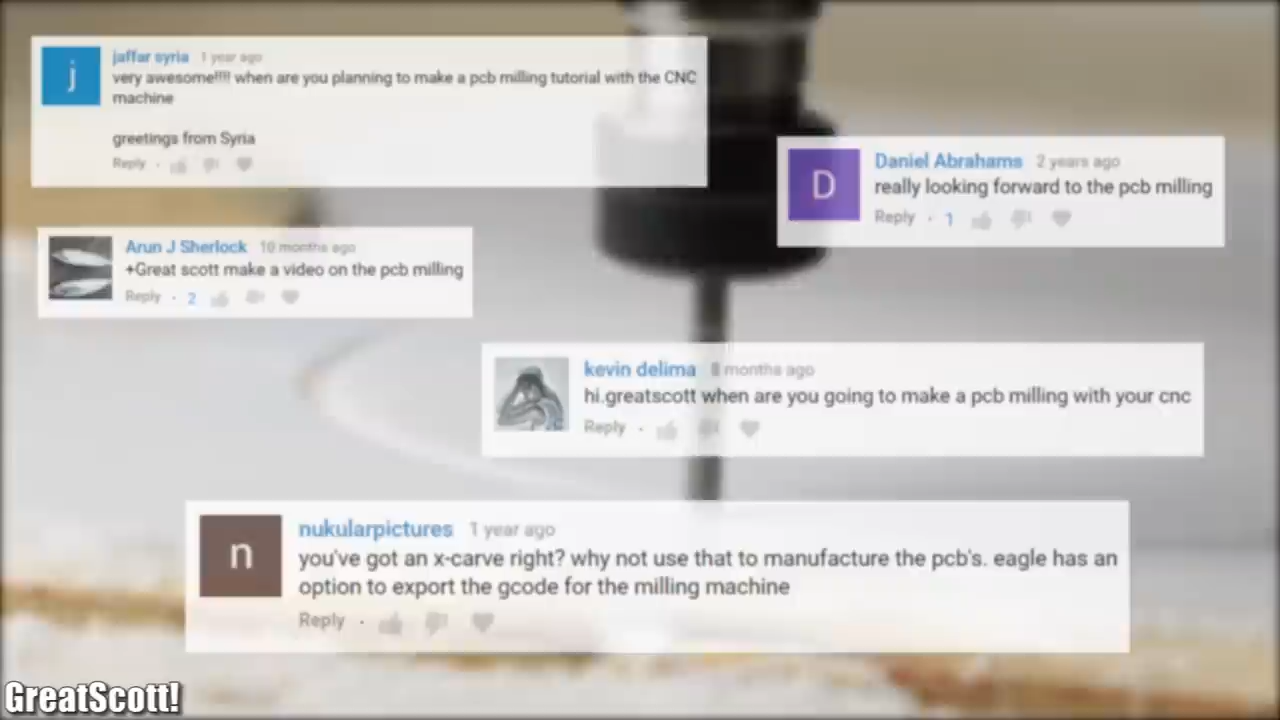 j
jaffar syria 1 year ago
very awesome!!!! when are you planning to make a pcb milling tutorial with the CNC
machine
greetings from Syria
Reply
D
Daniel Abrahams 2 years ago
really looking forward to the pcb milling
Reply · 1
Arun J Sherlock 10 months ago
+Great scott make a video on the pcb milling
Reply · 2
kevin delima 8 months ago
hi.greatscott when are you going to make a pcb milling with your cnc
Reply ·
n
nukularpictures 1 year ago
you've got an x-carve right? why not use that to manufacture the pcb's. eagle has an
option to export the gcode for the milling machine
Reply ·
GreatScott!